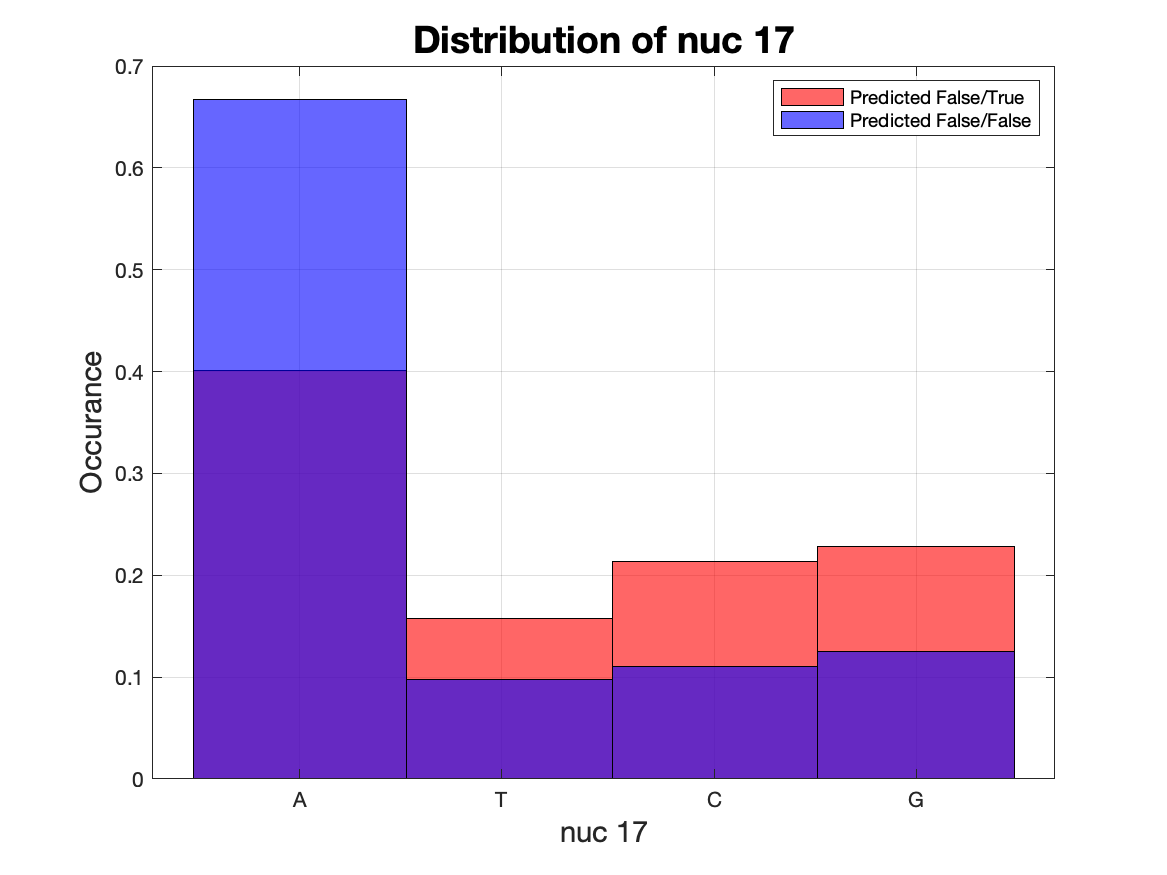 Distribution of nuc 17
Predicted False/True
Predicted False/False
Occurance
0.7
0.6
0.5
0.4
0.3
0.2
0.1
0
A T C G
nuc 17